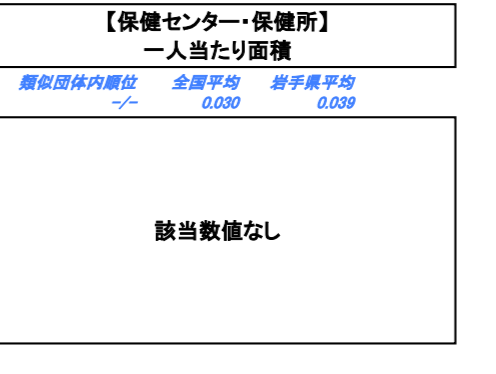 【保健センター・保健所】
一人当たり面積
類似団体内順位 全国平均 岩手県平均
-/- 0.030 0.039
該当数値なし